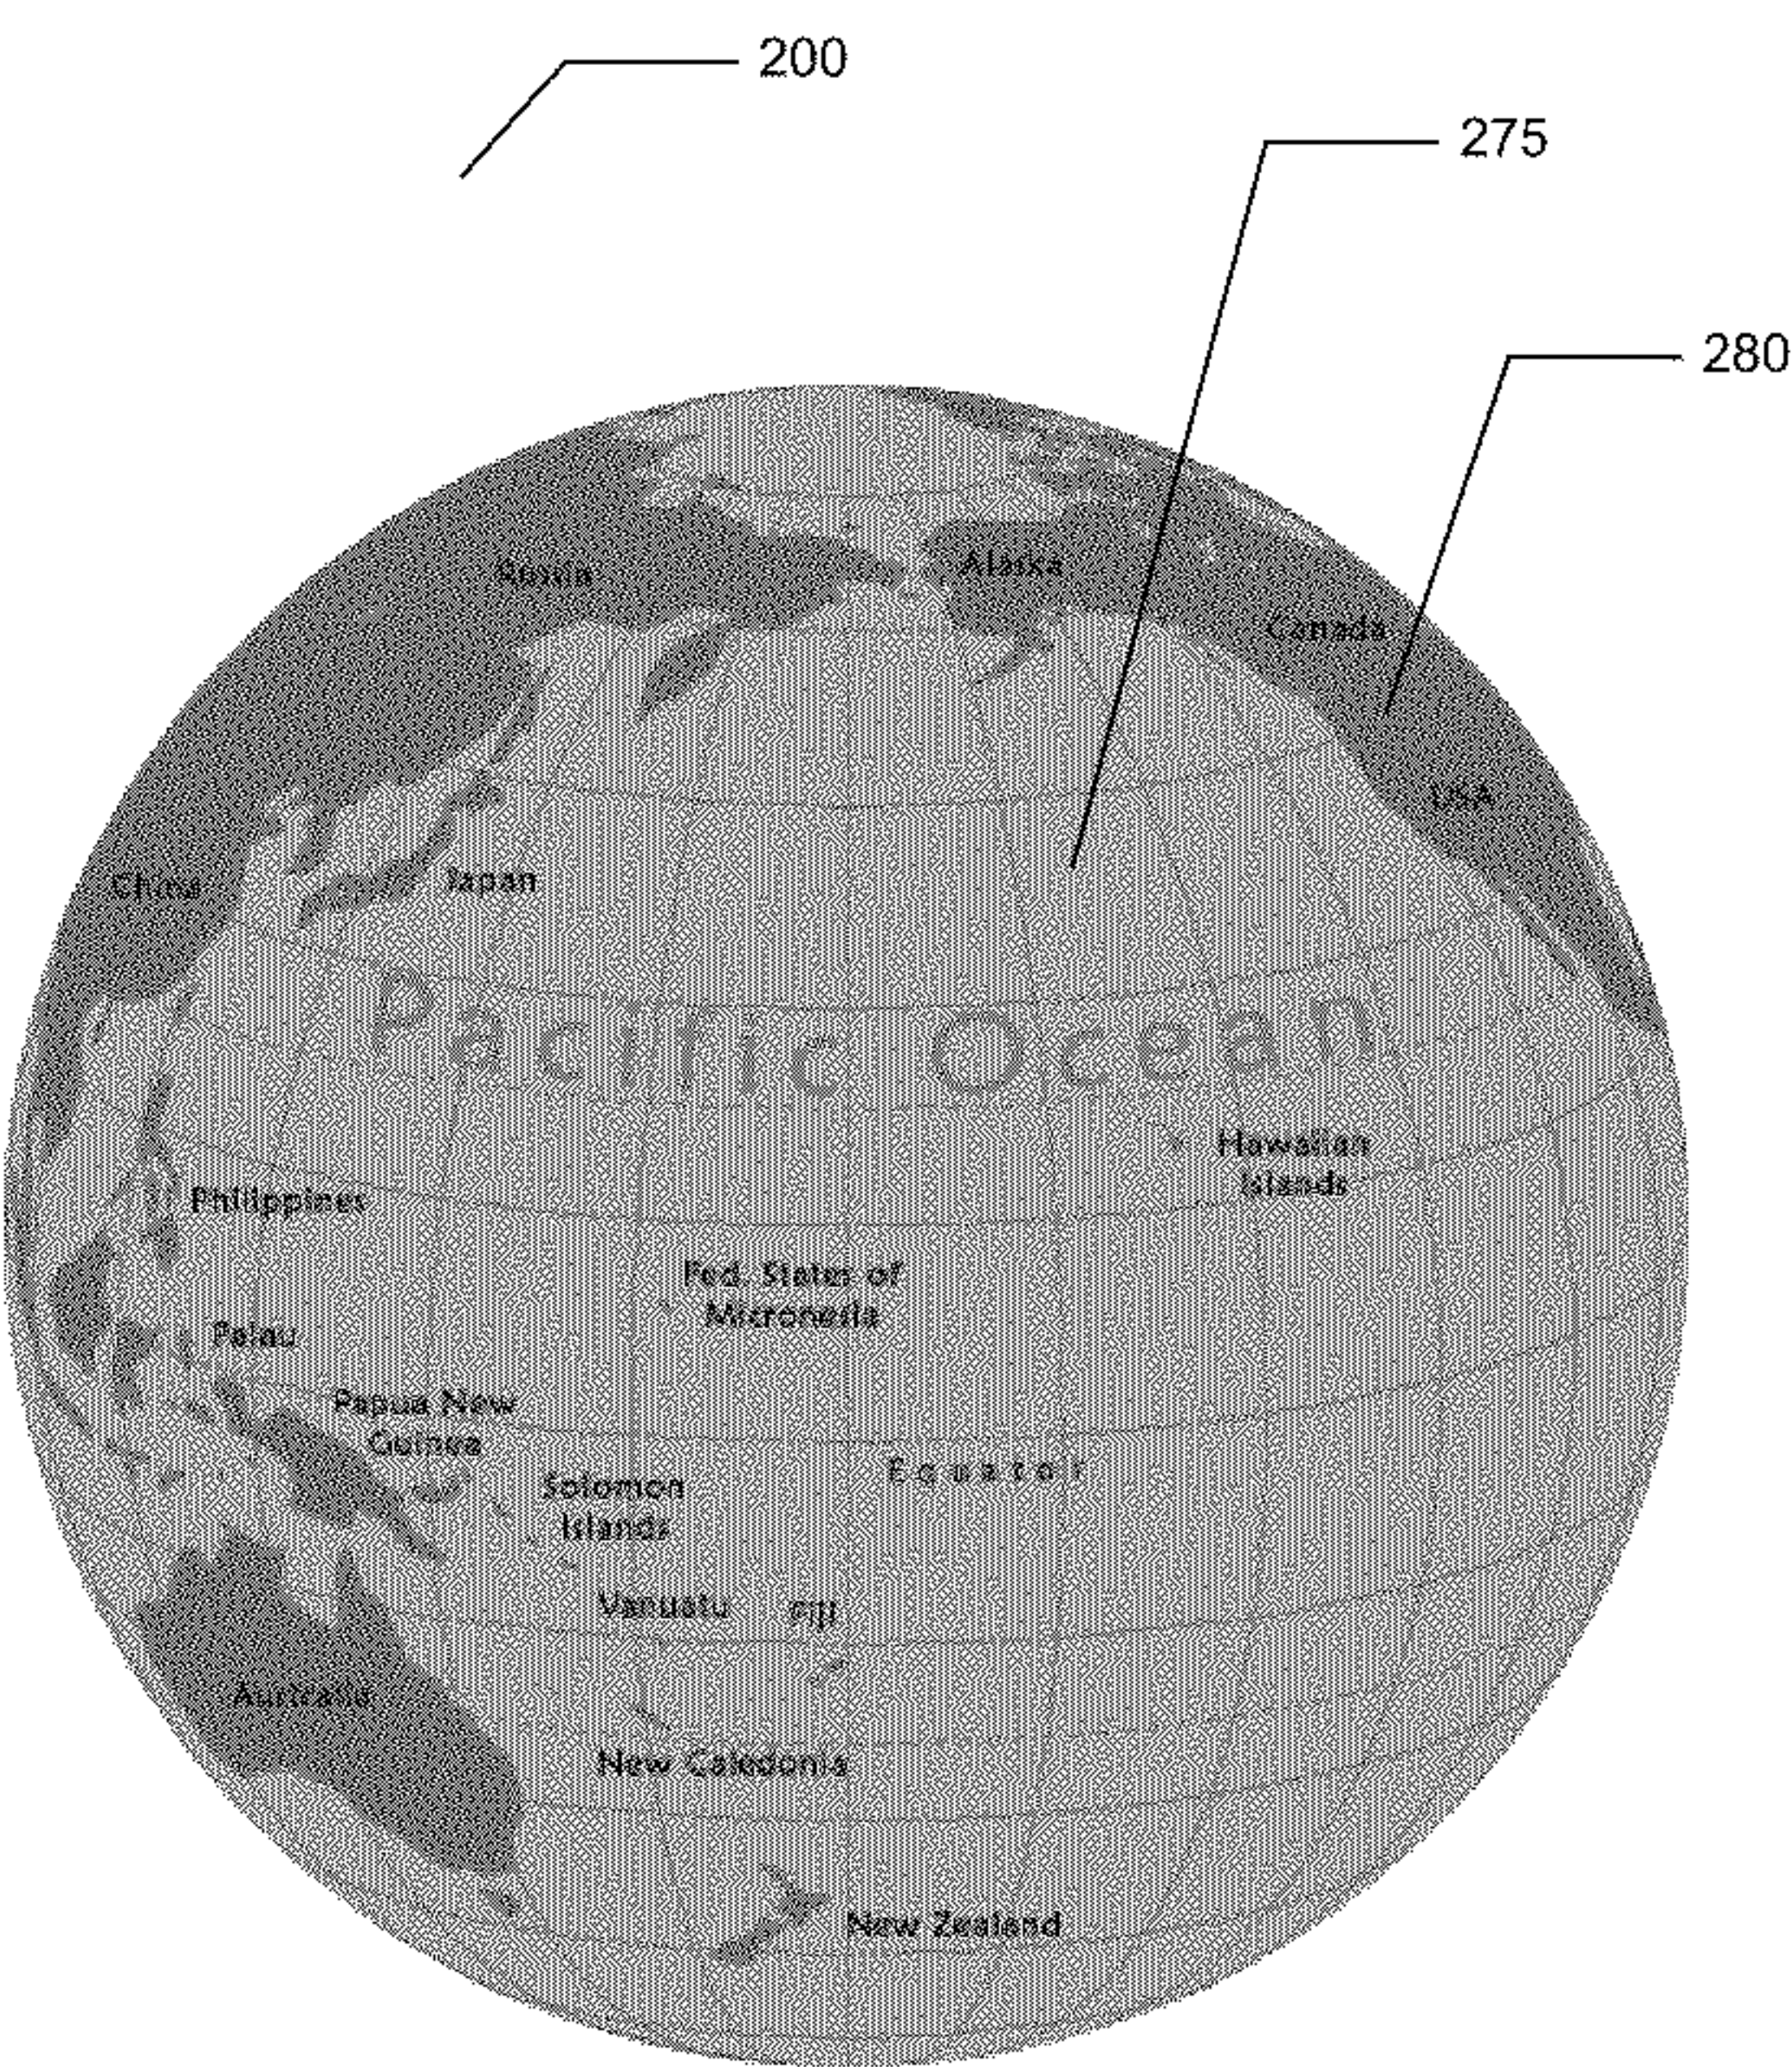 200
275
280
Russia
Alaska
Canada
USA
China
Japan
Pacific Ocean
Hawaiian
Islands
Philippines
Fed. States of
Micronesia
Palau
Papua New
Guinea
Equator
Solomon
Islands
Vanuatu
Fiji
Australia
New Caledonia
New Zealand